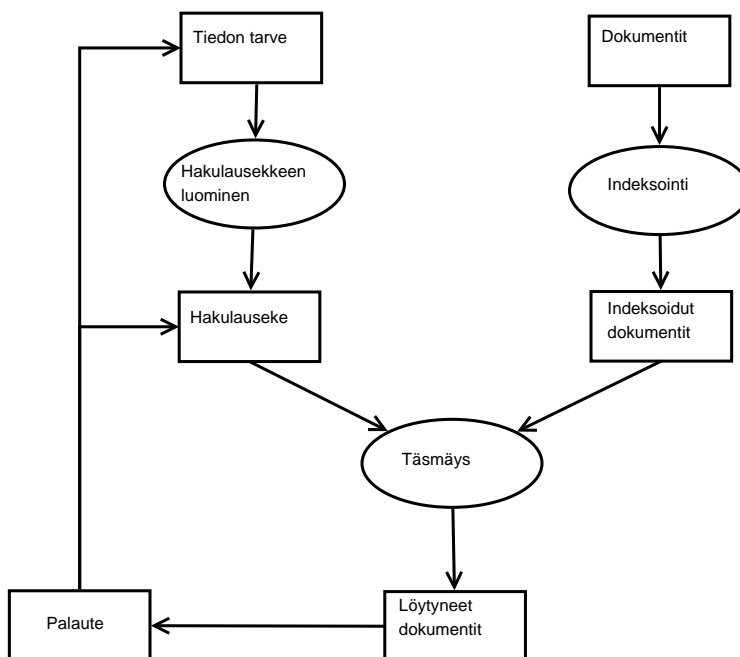 Tiedon tarve
Dokumentit
Hakulausekkeen
luominen
Indeksointi
Hakulauseke
Indeksoidut
dokumentit
Täsmäys
Palaute
Löytyneet
dokumentit